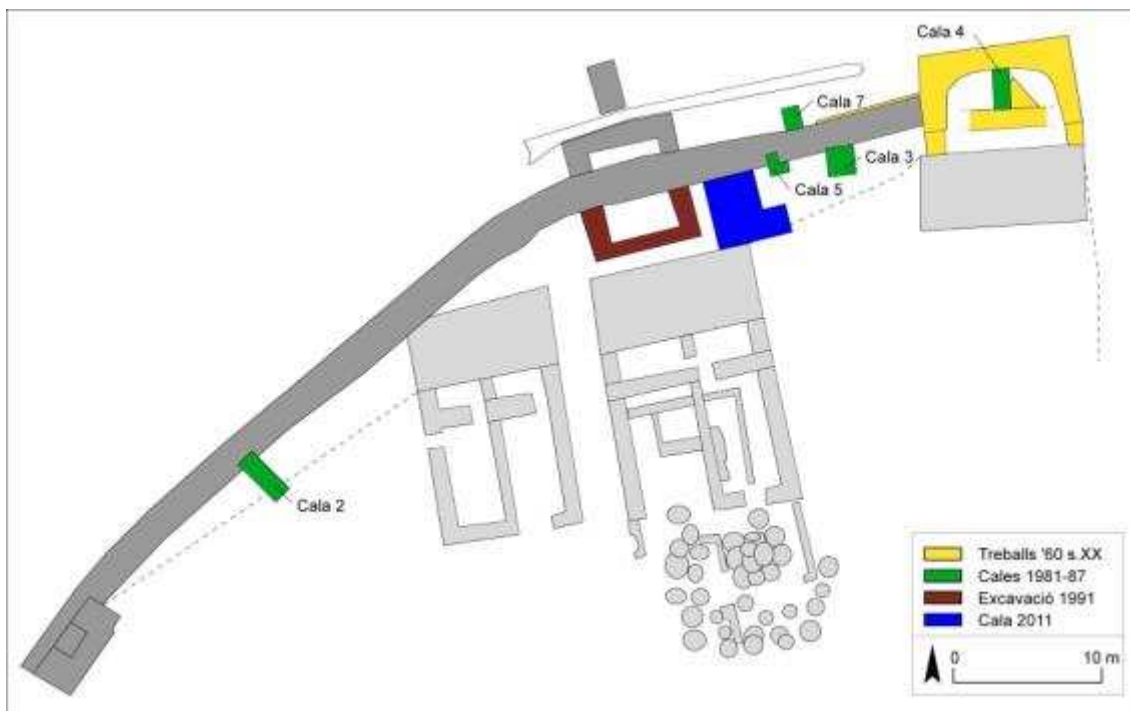 Cala 4
Cala 7
Cala 3
Cala 5
Cala 2
Treballs '60 s.XX
Cales 1981-87
Excavació 1991
Cala 2011
0 10 m